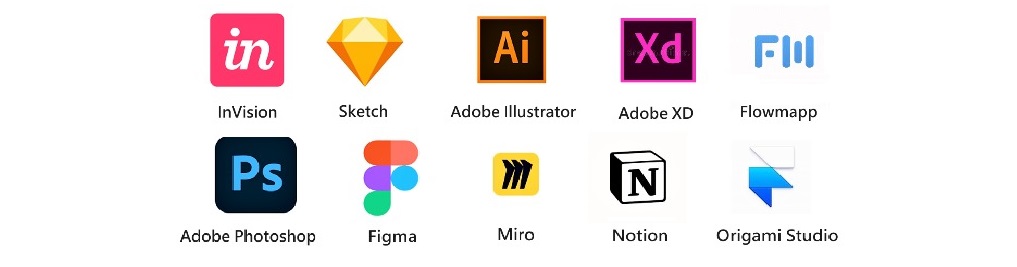 in
Ai
Xd
FM
InVision
Sketch
Adobe Illustrator
Adobe XD
Flowmapp
Ps
N
Adobe Photoshop
Figma
Miro
Notion
Origami Studio